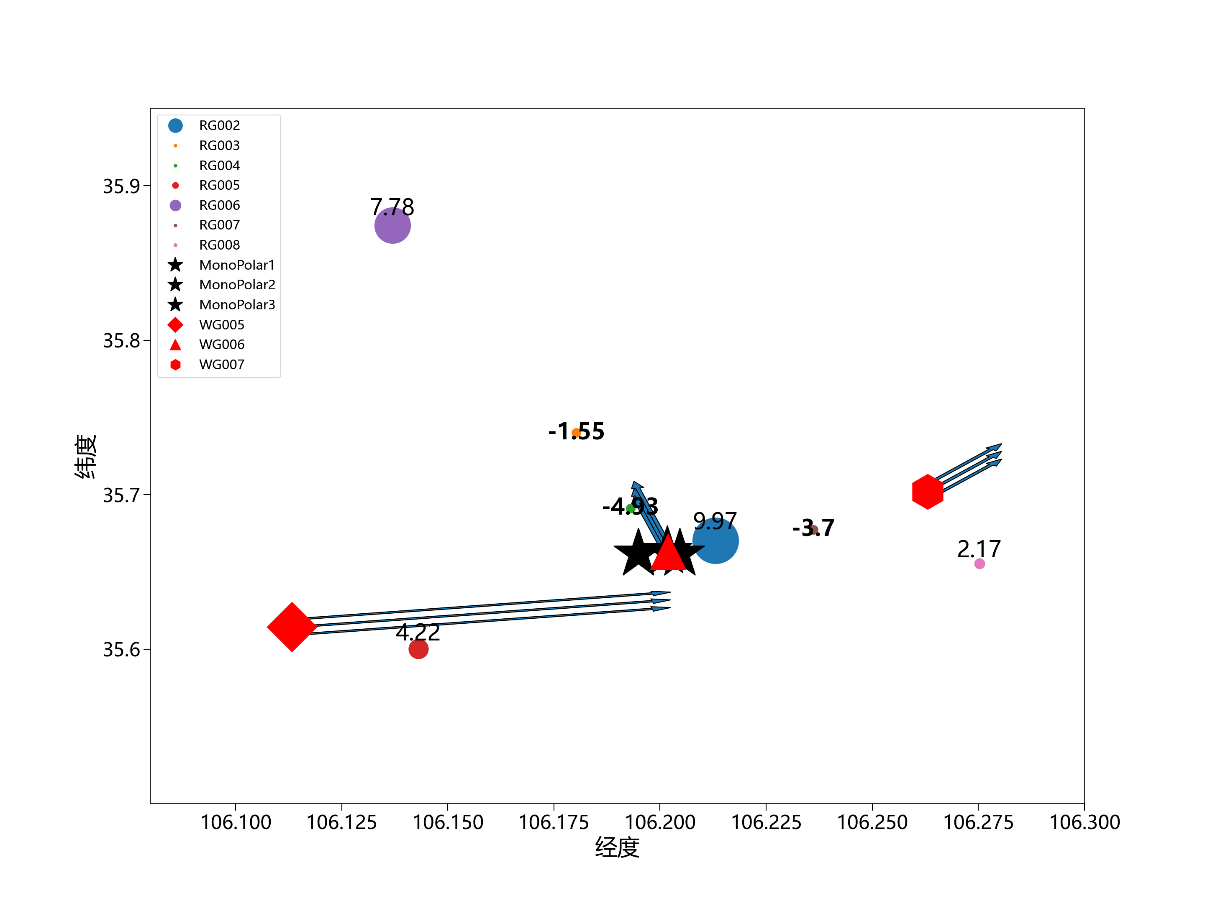 RG002
RG003
RG004
RG005
RG006
RG007
RG008
MonoPolar1
MonoPolar2
MonoPolar3
WG005
WG006
WG007
35.9
35.8
35.7
35.6
纬度
7.78
-1.55
-4.93
9.97
-3.7
2.17
4.22
106.100 106.125 106.150 106.175 106.200 106.225 106.250 106.275 106.300
经度